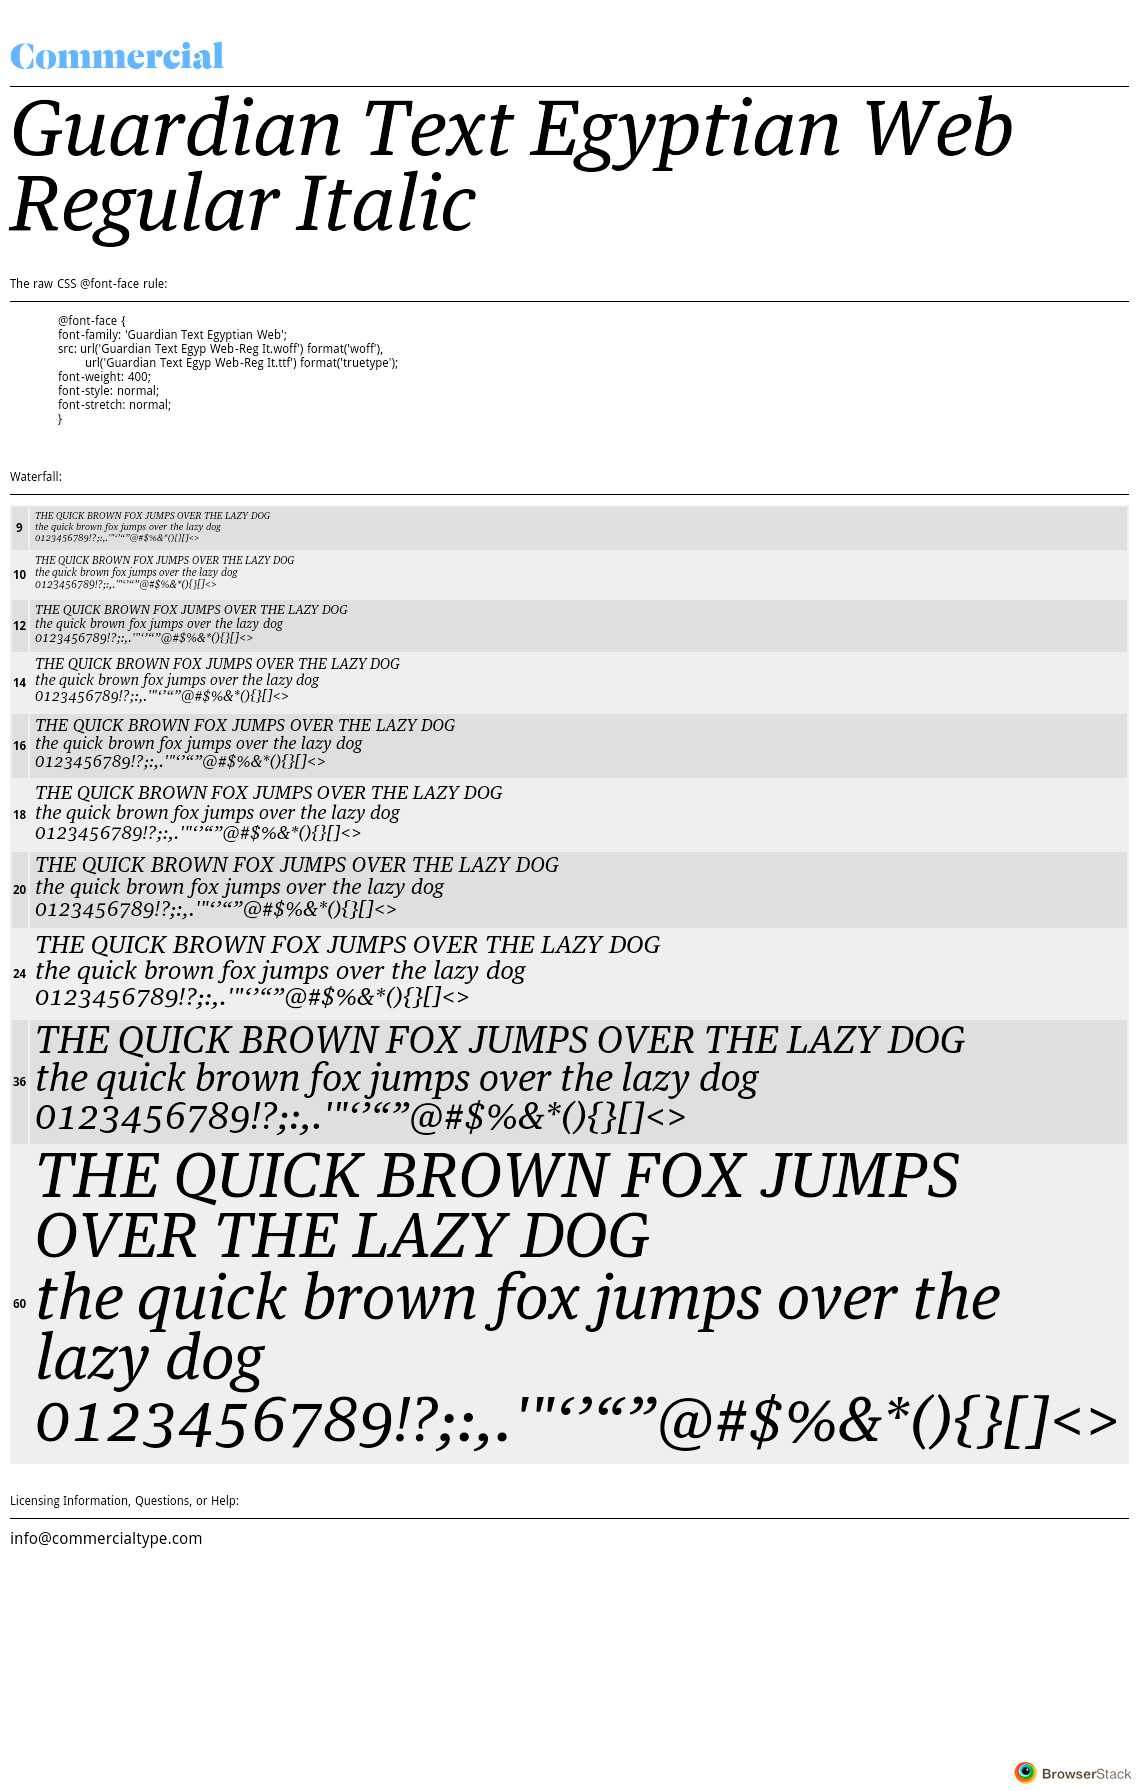 Commercial
Guardian Text Egyptian Web
Regular Italic
The raw CSS @font-face rule:
@font-face {
font-family: 'Guardian Text Egyptian Web';
src: url('Guardian Text Egyp Web-Reg It.woff') format('woff'),
url('Guardian Text Egyp Web-Reg It.ttf') format('truetype');
font-weight: 400;
font-style: normal;
font-stretch: normal;
}
Waterfall:
THE QUICK BROWN FOX JUMPS OVER THE LAZY DOG
9 the quick brown fox jumps over the lazy dog
0123456789!?;:,.'"‘’“”@#$%&*(){}[]<>
THE QUICK BROWN FOX JUMPS OVER THE LAZY DOG
10 the quick brown fox jumps over the lazy dog
0123456789!?;:,.'"‘’“”@#$%&*(){}[]<>
THE QUICK BROWN FOX JUMPS OVER THE LAZY DOG
12 the quick brown fox jumps over the lazy dog
0123456789!?;:,.'"‘’“”@#$%&*(){}[]<>
THE QUICK BROWN FOX JUMPS OVER THE LAZY DOG
14 the quick brown fox jumps over the lazy dog
0123456789!?;:,.'"‘’“”@#$%&*(){}[]<>
THE QUICK BROWN FOX JUMPS OVER THE LAZY DOG
16 the quick brown fox jumps over the lazy dog
0123456789!?;:,.'"‘’“”@#$%&*(){}[]<>
THE QUICK BROWN FOX JUMPS OVER THE LAZY DOG
18 the quick brown fox jumps over the lazy dog
0123456789!?;:,.'"‘’“”@#$%&*(){}[]<>
THE QUICK BROWN FOX JUMPS OVER THE LAZY DOG
20 the quick brown fox jumps over the lazy dog
0123456789!?;:,.'"‘’“”@#$%&*(){}[]<>
THE QUICK BROWN FOX JUMPS OVER THE LAZY DOG
24 the quick brown fox jumps over the lazy dog
0123456789!?;:,.'"‘’“”@#$%&*(){}[]<>
THE QUICK BROWN FOX JUMPS OVER THE LAZY DOG
36 the quick brown fox jumps over the lazy dog
0123456789!?;:,.'"‘’“”@#$%&*(){}[]<>
THE QUICK BROWN FOX JUMPS
OVER THE LAZY DOG
60 the quick brown fox jumps over the
lazy dog
0123456789!?;:,.'"‘’“”@#$%&*(){}[]<>
Licensing Information, Questions, or Help:
info@commercialtype.com
BrowserStack